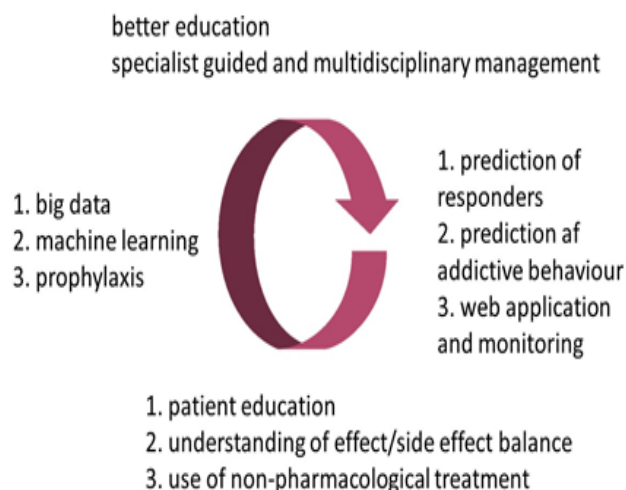 better education
specialist guided and multidisciplinary management
1. prediction of
responders
2. prediction af
addictive behaviour
3. web application
and monitoring
1. big data
2. machine learning
3. prophylaxis
1. patient education
2. understanding of effect/side effect balance
3. use of non-pharmacological treatment